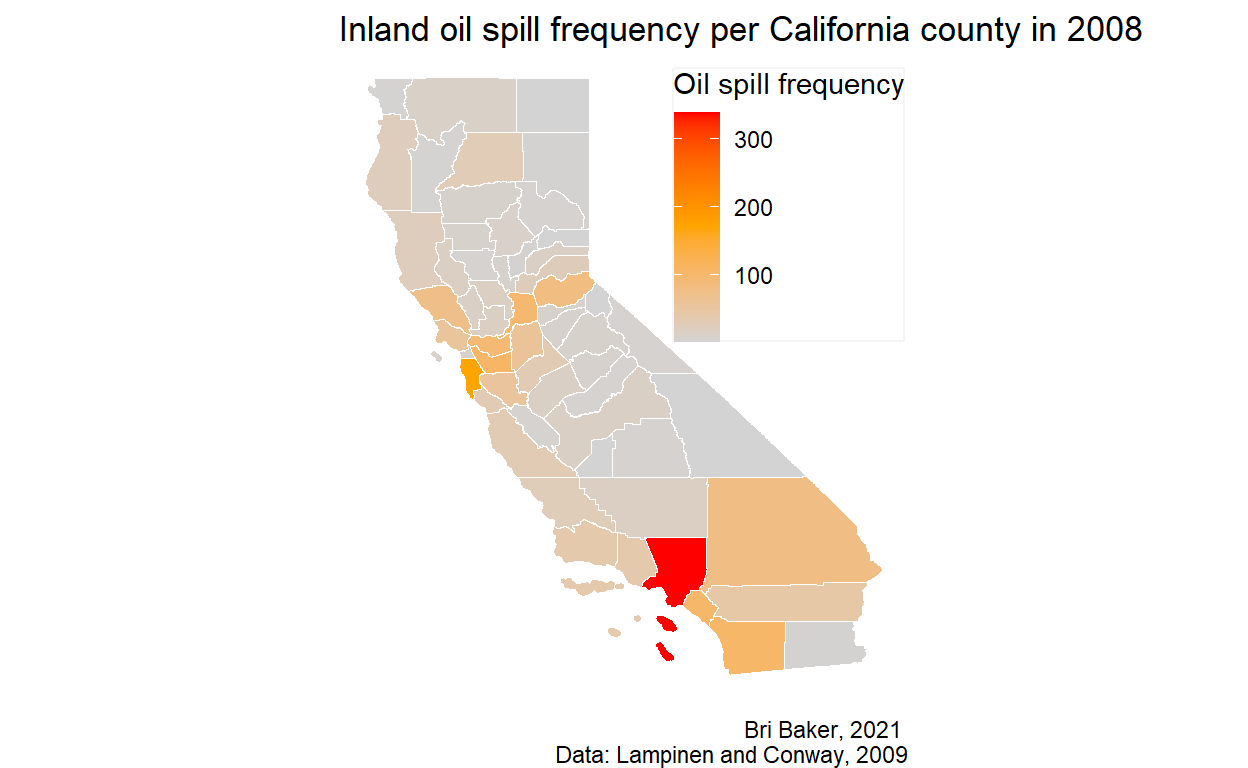 Inland oil spill frequency per California county in 2008
Oil spill frequency
300
200
100
Bri Baker, 2021
Data: Lampinen and Conway, 2009